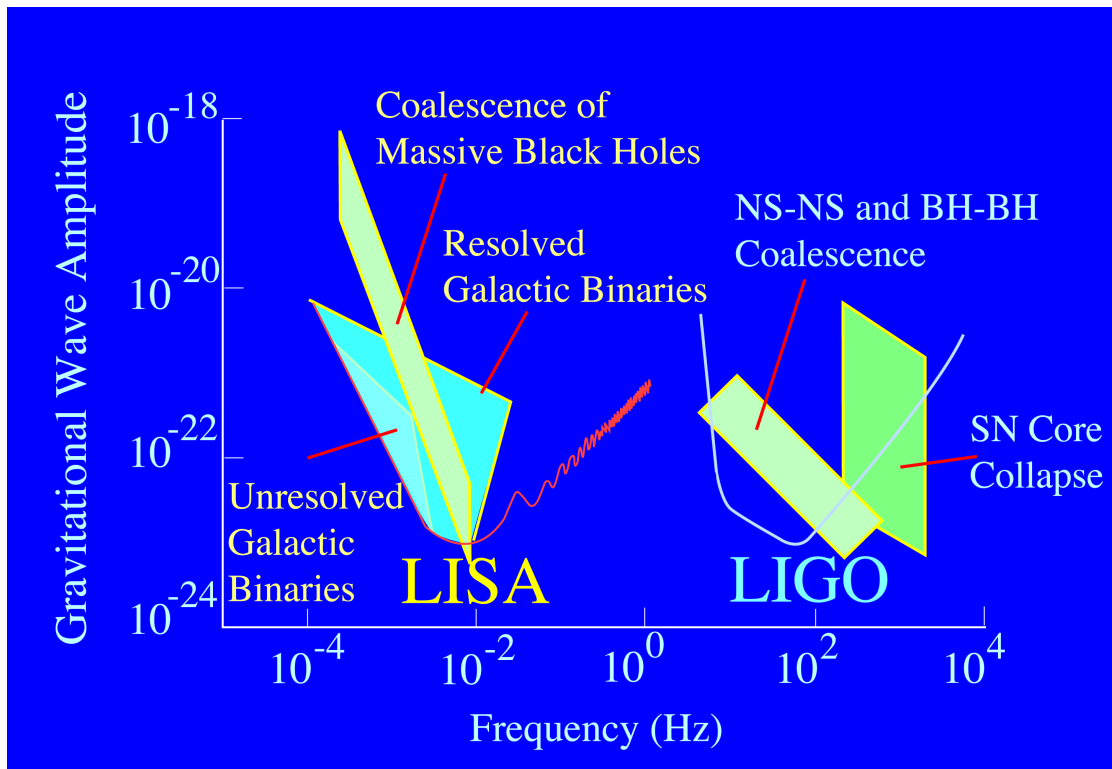 Gravitational Wave Amplitude
10^-18
10^-20
10^-22
10^-24
Coalescence of
Massive Black Holes
Resolved
Galactic Binaries
NS-NS and BH-BH
Coalescence
SN Core
Collapse
Unresolved
Galactic
Binaries
LISA
LIGO
10^-4 10^-2 10^0 10^2 10^4
Frequency (Hz)